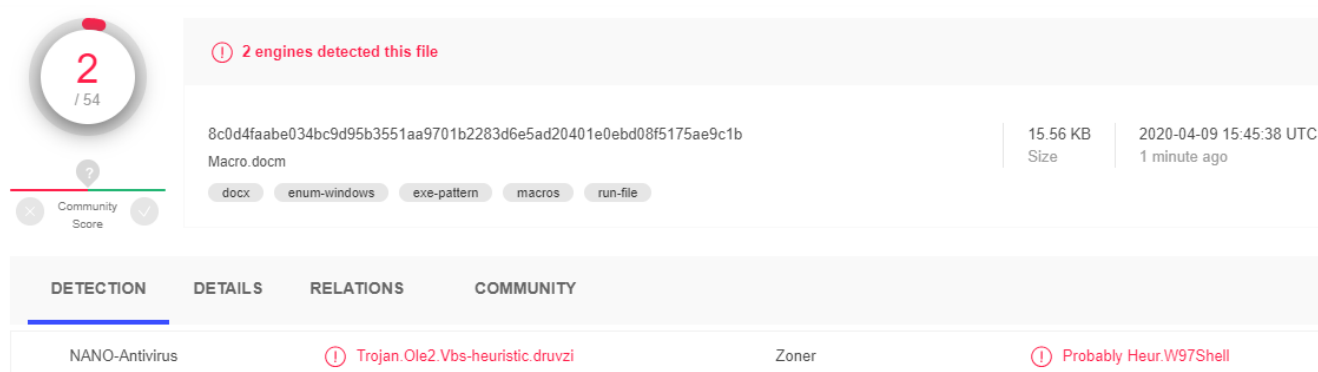 2
/ 54
2 engines detected this file
8c0d4faabe034bc9d95b3551aa9701b2283d6e5ad20401e0ebd08f5175ae9c1b
Macro.docm
docx enum-windows exe-pattern macros run-file
15.56 KB
Size
2020-04-09 15:45:38 UTC
1 minute ago
?
Community
Score
DETECTION DETAILS RELATIONS COMMUNITY
NANO-Antivirus Trojan.Ole2.Vbs-heuristic.druvzi Zoner Probably Heur.W97Shell